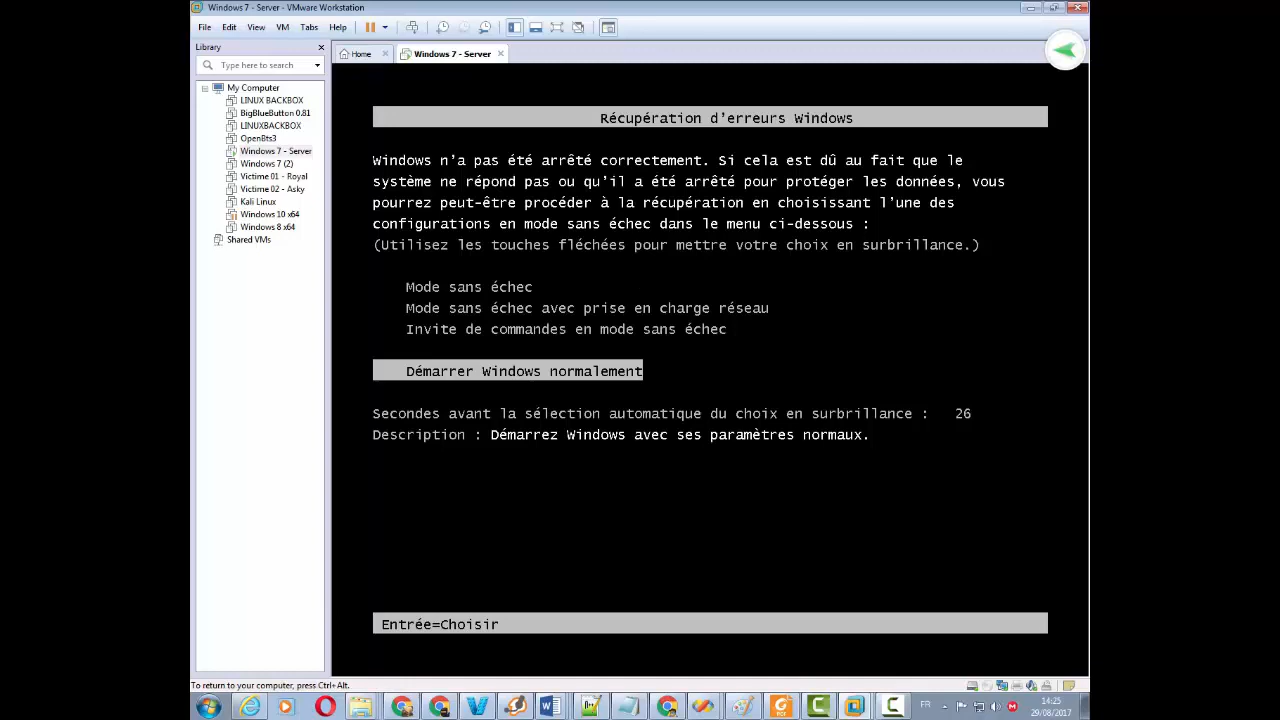 Windows 7 - Server - VMware Workstation
File Edit View VM Tabs Help
Library
Type here to search
My Computer
LINUX BACKBOX
BigBlueButton 0.81
LINUXBACKBOX
OpenBts3
Windows 7 - Server
Windows 7 (2)
Victime 01 - Royal
Victime 02 - Asky
Kali Linux
Windows 10 x64
Windows 8 x64
Shared VMs
Home
Windows 7 - Server
Récupération d'erreurs Windows
Windows n'a pas été arrêté correctement. Si cela est dû au fait que le
système ne répond pas ou qu'il a été arrêté pour protéger les données, vous
pourrez peut-être procéder à la récupération en choisissant l'une des
configurations en mode sans échec dans le menu ci-dessous :
(Utilisez les touches fléchées pour mettre votre choix en surbrillance.)
Mode sans échec
Mode sans échec avec prise en charge réseau
Invite de commandes en mode sans échec
Démarrer Windows normalement
Secondes avant la sélection automatique du choix en surbrillance : 26
Description : Démarrez Windows avec ses paramètres normaux.
Entrée=Choisir
To return to your computer, press Ctrl+Alt.
FR
14:25
29/08/2017